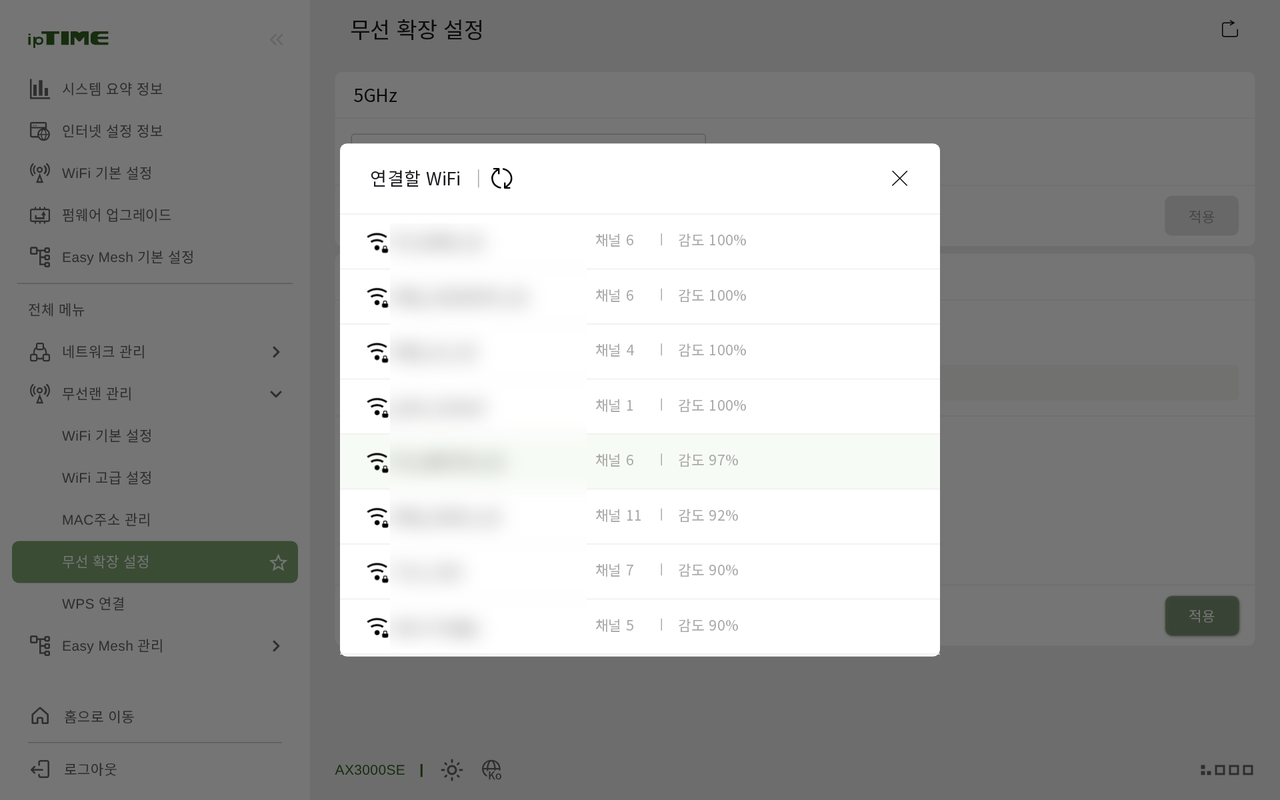 ipTIME
시스템 요약 정보
인터넷 설정 정보
WiFi 기본 설정
펌웨어 업그레이드
Easy Mesh 기본 설정
전체 메뉴
네트워크 관리
무선랜 관리
WiFi 기본 설정
WiFi 고급 설정
MAC주소 관리
무선 확장 설정
WPS 연결
Easy Mesh 관리
홈으로 이동
로그아웃
무선 확장 설정
5GHz
적용
연결할 WiFi
채널 6 | 감도 100%
채널 6 | 감도 100%
채널 4 | 감도 100%
채널 1 | 감도 100%
채널 6 | 감도 97%
채널 11 | 감도 92%
채널 7 | 감도 90%
채널 5 | 감도 90%
적용
AX3000SE | Ko